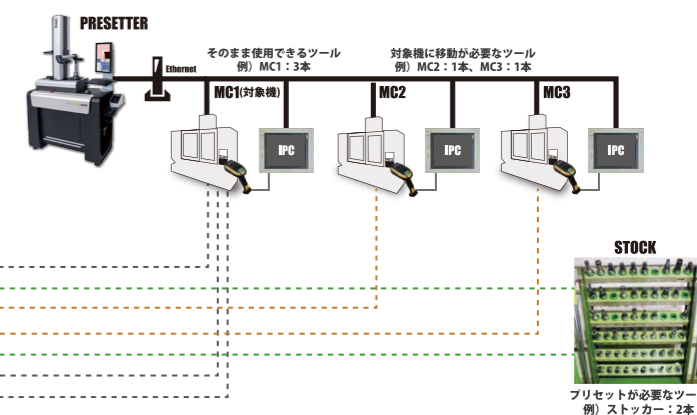 PRESETTER
Ethernet
そのまま使用できるツール
例）MC1：3本
対象機に移動が必要なツール
例）MC2：1本、MC3：1本
MC1(対象機)
MC2
MC3
IPC
IPC
IPC
STOCK
プリセットが必要なツー
例）ストッカー：2本